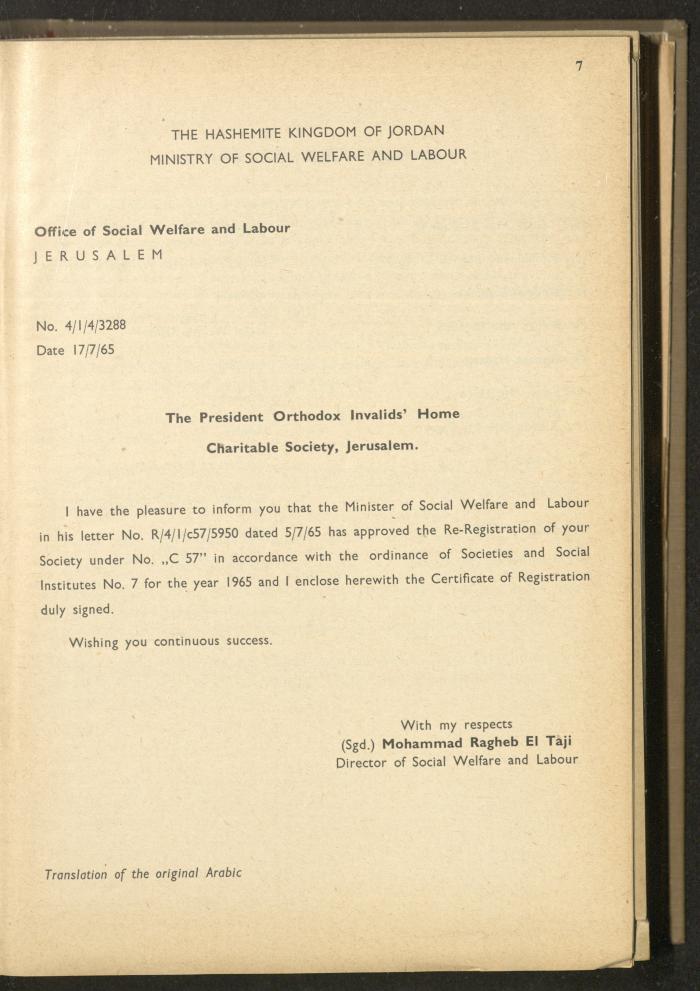 7
THE HASHEMITE KINGDOM OF JORDAN
MINISTRY OF SOCIAL WELFARE AND LABOUR
Office of Social Welfare and Labour
JERUSALEM
No. 4/1/4/3288
Date 17/7/65
The President Orthodox Invalids' Home
Charitable Society, Jerusalem.
I have the pleasure to inform you that the Minister of Social Welfare and Labour
in his letter No. R/4/1/c57/5950 dated 5/7/65 has approved the Re-Registration of your
Society under No. „C 57” in accordance with the ordinance of Societies and Social
Institutes No. 7 for the year 1965 and I enclose herewith the Certificate of Registration
duly signed.
Wishing you continuous success.
With my respects
(Sgd.) Mohammad Ragheb El Taji
Director of Social Welfare and Labour
Translation of the original Arabic